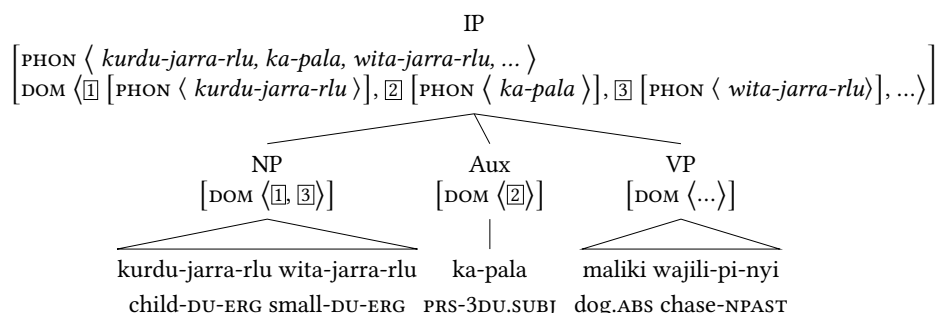 IP
[PHON ⟨ kurdu-jarra-rlu, ka-pala, wita-jarra-rlu, ... ⟩
DOM ⟨1 [PHON ⟨ kurdu-jarra-rlu ⟩], 2 [PHON ⟨ ka-pala ⟩], 3 [PHON ⟨ wita-jarra-rlu⟩], ...⟩]
NP Aux VP
[DOM ⟨1, 3⟩] [DOM ⟨2⟩] [DOM ⟨...⟩]
kurdu-jarra-rlu wita-jarra-rlu ka-pala maliki wajili-pi-nyi
child-DU-ERG small-DU-ERG PRS-3DU.SUBJ dog.ABS chase-NPAST